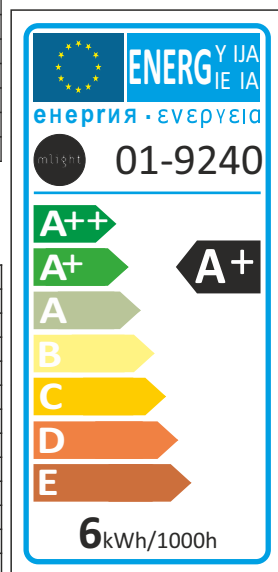 ENERG Y IJA
IE IA
енергия · ενεργεια
mlight
01-9240
A++
A+
A+
A
B
C
D
E
6kWh/1000h